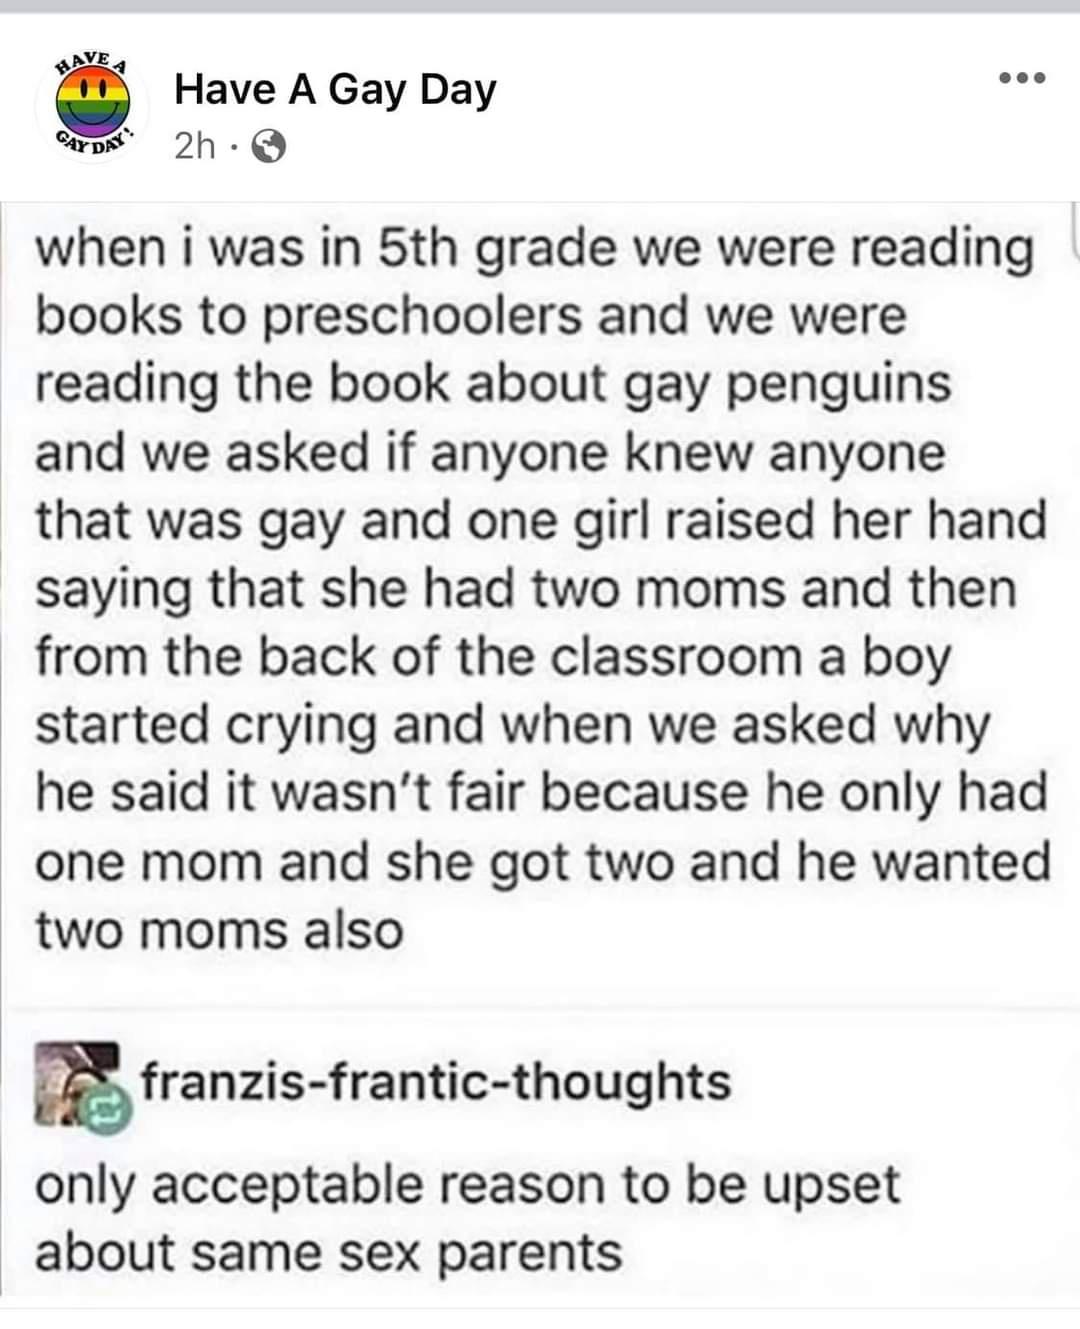 HAVE A
GAY DAY!
Have A Gay Day
2h ·
when i was in 5th grade we were reading
books to preschoolers and we were
reading the book about gay penguins
and we asked if anyone knew anyone
that was gay and one girl raised her hand
saying that she had two moms and then
from the back of the classroom a boy
started crying and when we asked why
he said it wasn't fair because he only had
one mom and she got two and he wanted
two moms also
franzis-frantic-thoughts
only acceptable reason to be upset
about same sex parents